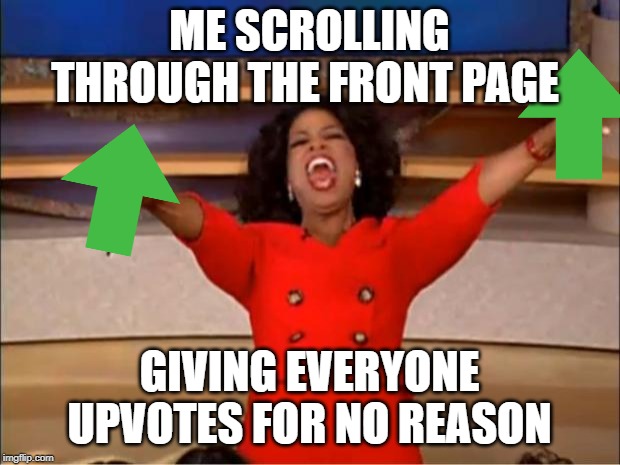 ME SCROLLING
THROUGH THE FRONT PAGE
GIVING EVERYONE
UPVOTES FOR NO REASON
imgflip.com